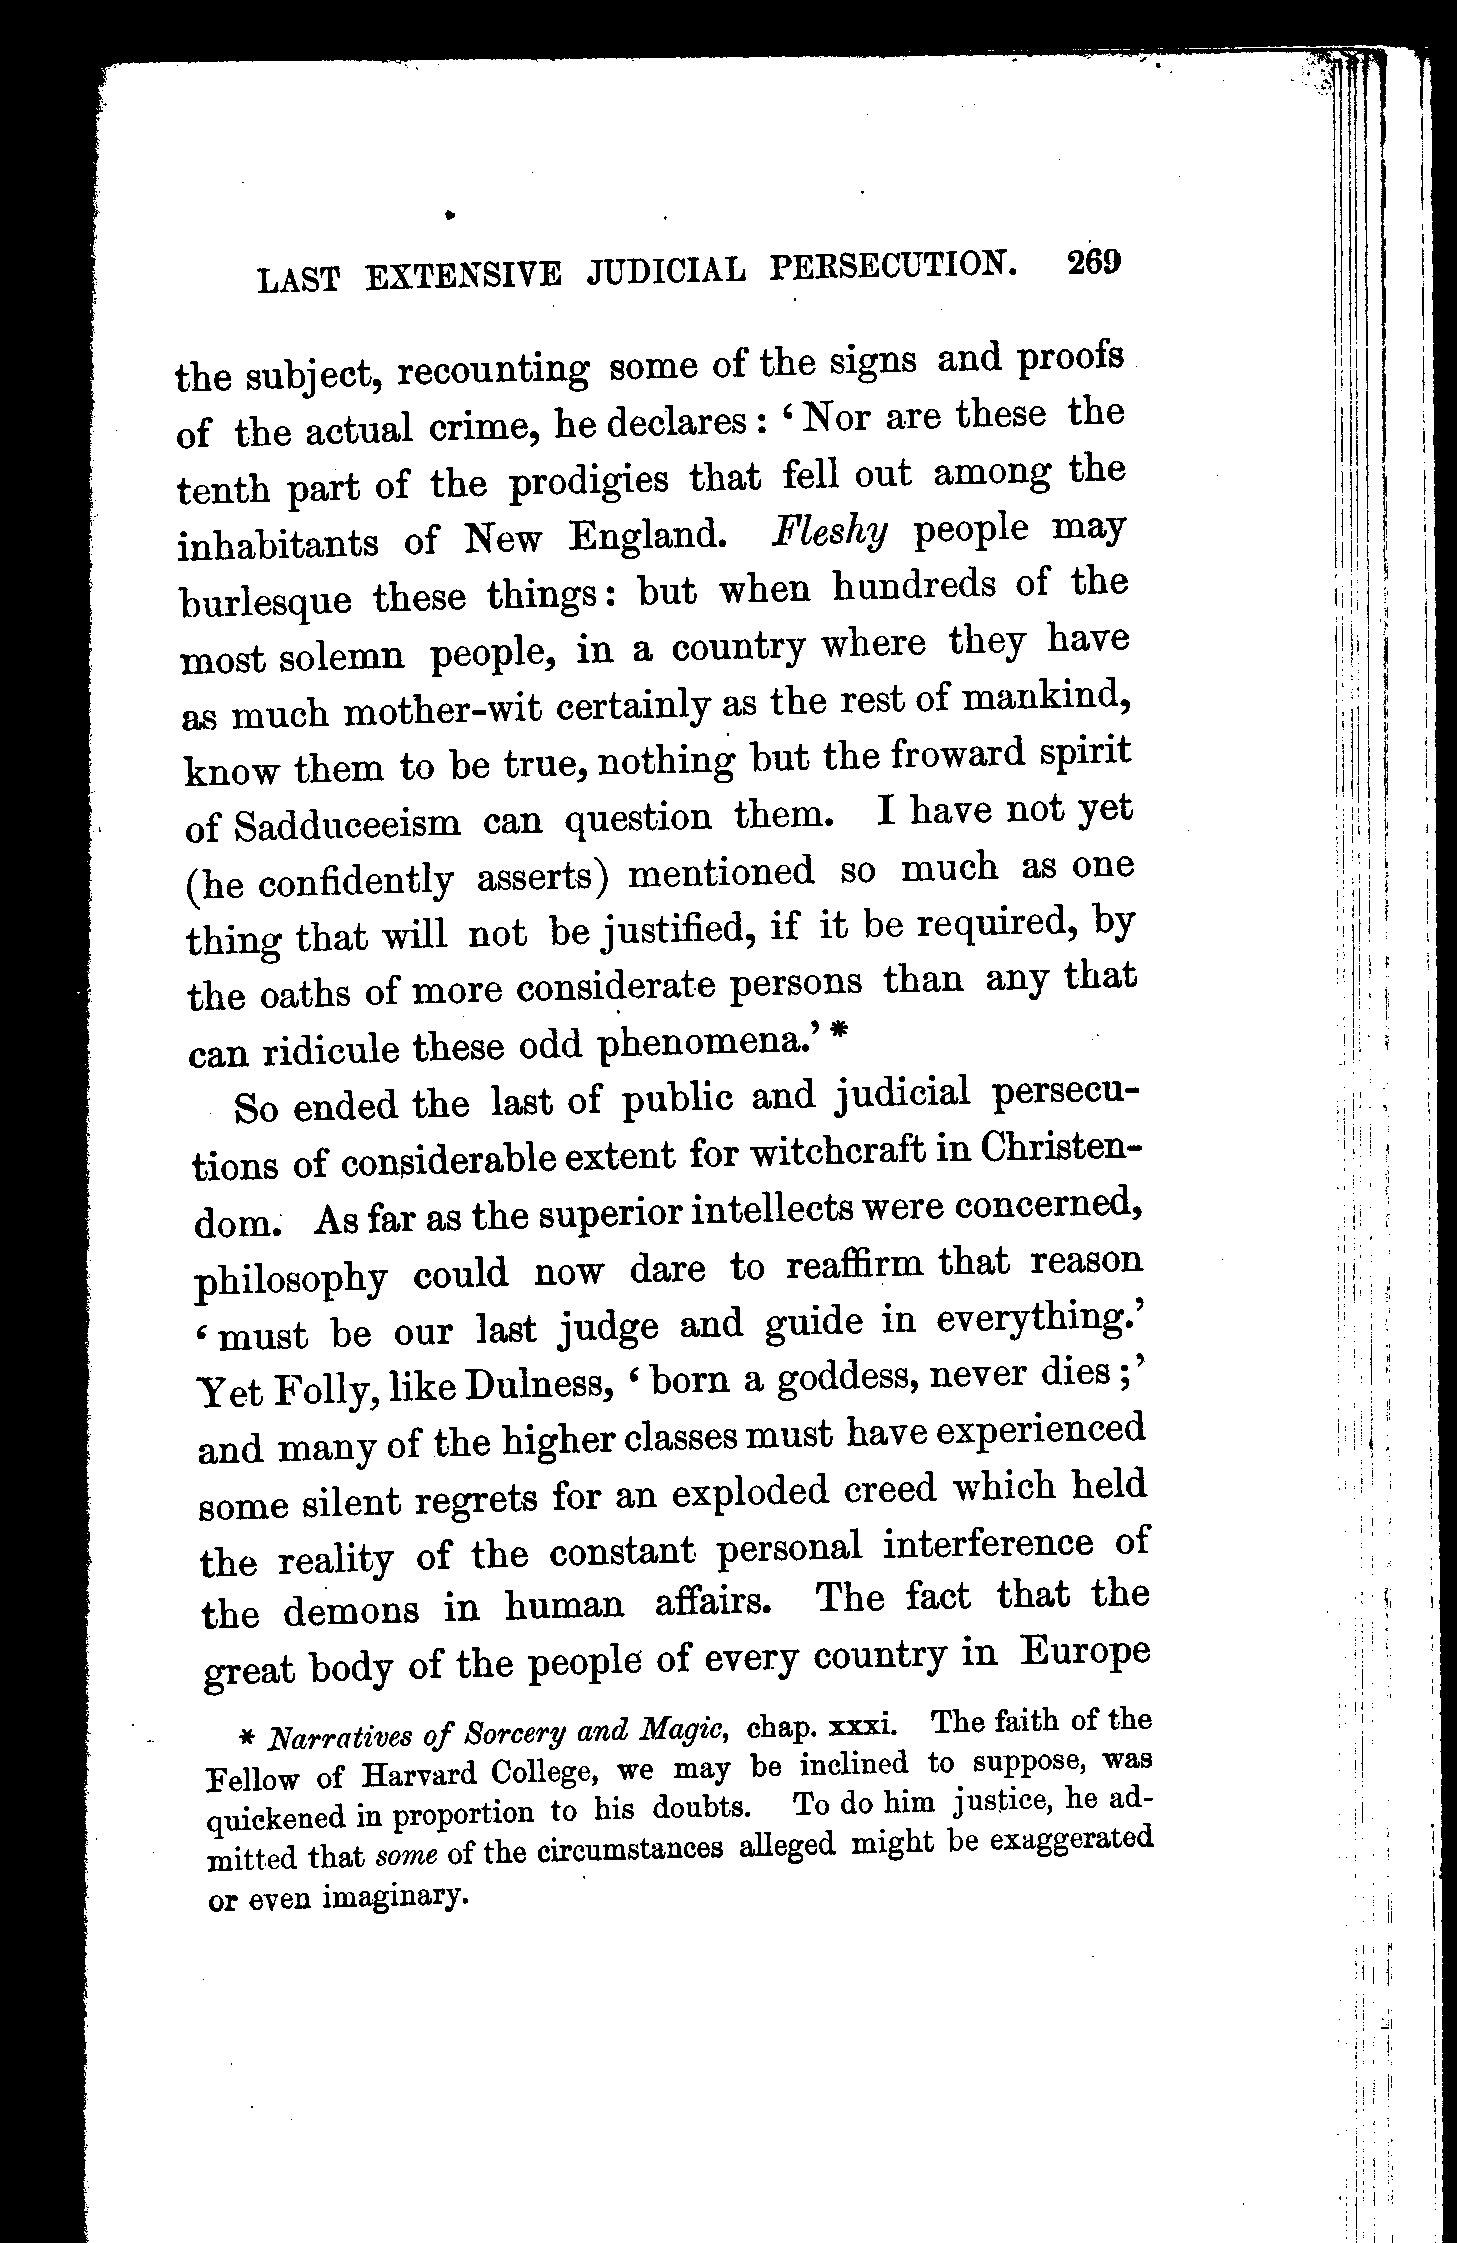 LAST EXTENSIVE JUDICIAL PERSECUTION. 269
the subject, recounting some of the signs and proofs
of the actual crime, he declares: ‘Nor are these the
tenth part of the prodigies that fell out among the
inhabitants of New England. Fleshy people may
burlesque these things: but when hundreds of the
most solemn people, in a country where they have
as much mother-wit certainly as the rest of mankind,
know them to be true, nothing but the froward spirit
of Sadduceeism can question them. I have not yet
(he confidently asserts) mentioned so much as one
thing that will not be justified, if it be required, by
the oaths of more considerate persons than any that
can ridicule these odd phenomena.’ *
So ended the last of public and judicial persecu-
tions of considerable extent for witchcraft in Christen-
dom. As far as the superior intellects were concerned,
philosophy could now dare to reaffirm that reason
‘must be our last judge and guide in everything.’
Yet Folly, like Dulness, ‘born a goddess, never dies;’
and many of the higher classes must have experienced
some silent regrets for an exploded creed which held
the reality of the constant personal interference of
the demons in human affairs. The fact that the
great body of the people of every country in Europe
* Narratives of Sorcery and Magic, chap. xxxi. The faith of the
Fellow of Harvard College, we may be inclined to suppose, was
quickened in proportion to his doubts. To do him justice, he ad-
mitted that some of the circumstances alleged might be exaggerated
or even imaginary.